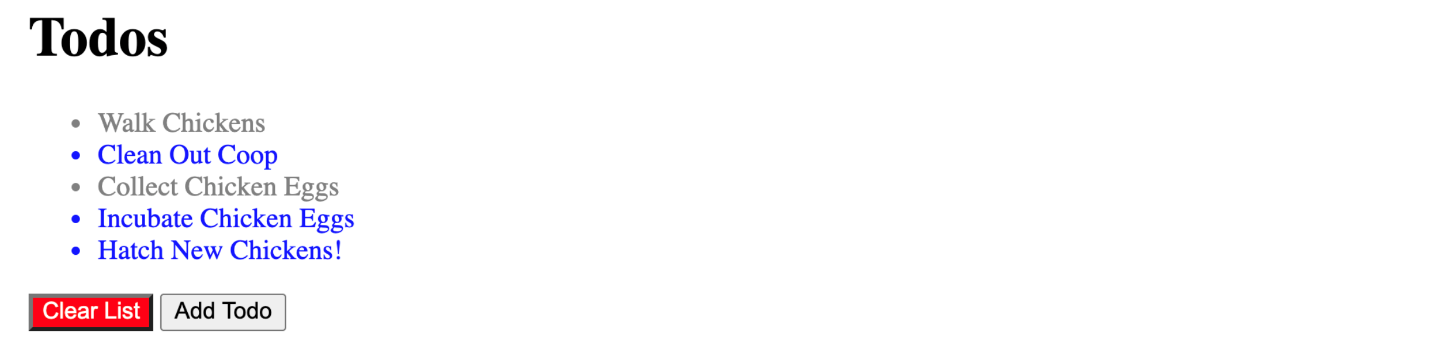 Todos
Walk Chickens
Clean Out Coop
Collect Chicken Eggs
Incubate Chicken Eggs
Hatch New Chickens!
Clear List Add Todo